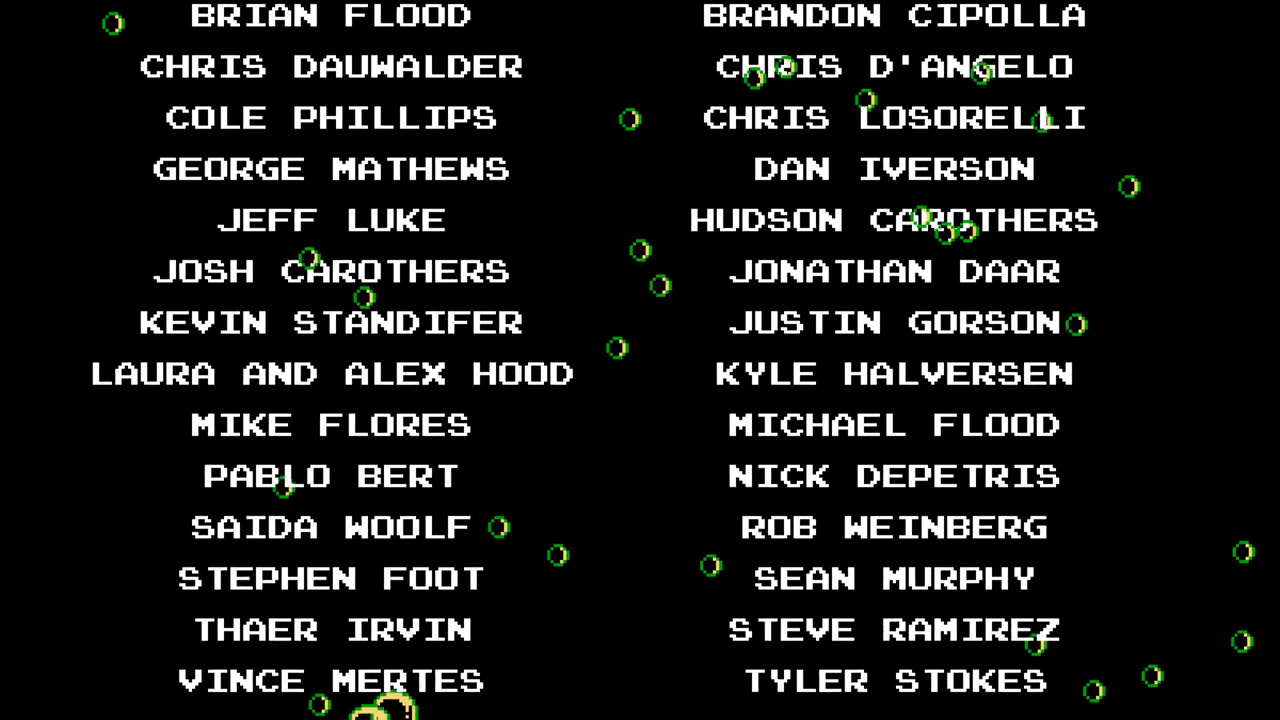 BRIAN FLOOD
CHRIS DAUWALDER
COLE PHILLIPS
GEORGE MATHEWS
JEFF LUKE
JOSH CAROTHERS
KEVIN STANDIFER
LAURA AND ALEX HOOD
MIKE FLORES
PABLO BERT
SAIDA WOOLF
STEPHEN FOOT
THAER IRVIN
VINCE MERTES
BRANDON CIPOLLA
CHRIS D'ANGELO
CHRIS LOSORELLI
DAN IVERSON
HUDSON CAROTHERS
JONATHAN DAAR
JUSTIN GORSON
KYLE HALVERSEN
MICHAEL FLOOD
NICK DEPETRIS
ROB WEINBERG
SEAN MURPHY
STEVE RAMIREZ
TYLER STOKES